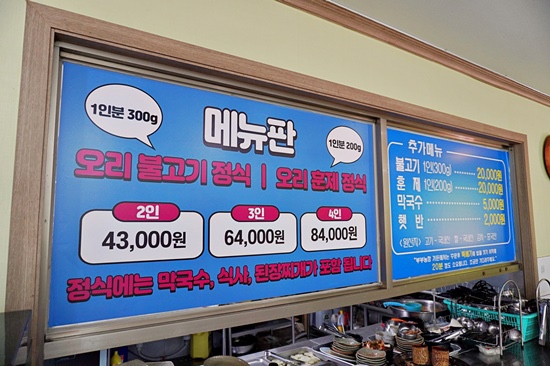 메뉴판
1인분 300g
1인분 200g
오리 불고기 정식 | 오리 훈제 정식
2인
43,000원
3인
64,000원
4인
84,000원
정식에는 막국수, 식사, 된장찌개가 포함 됩니다
추가메뉴
불고기 1인(300g) 20,000원
훈 제 1인(200g) 20,000원
막국수 5,000원
햇 반 2,000원
20분